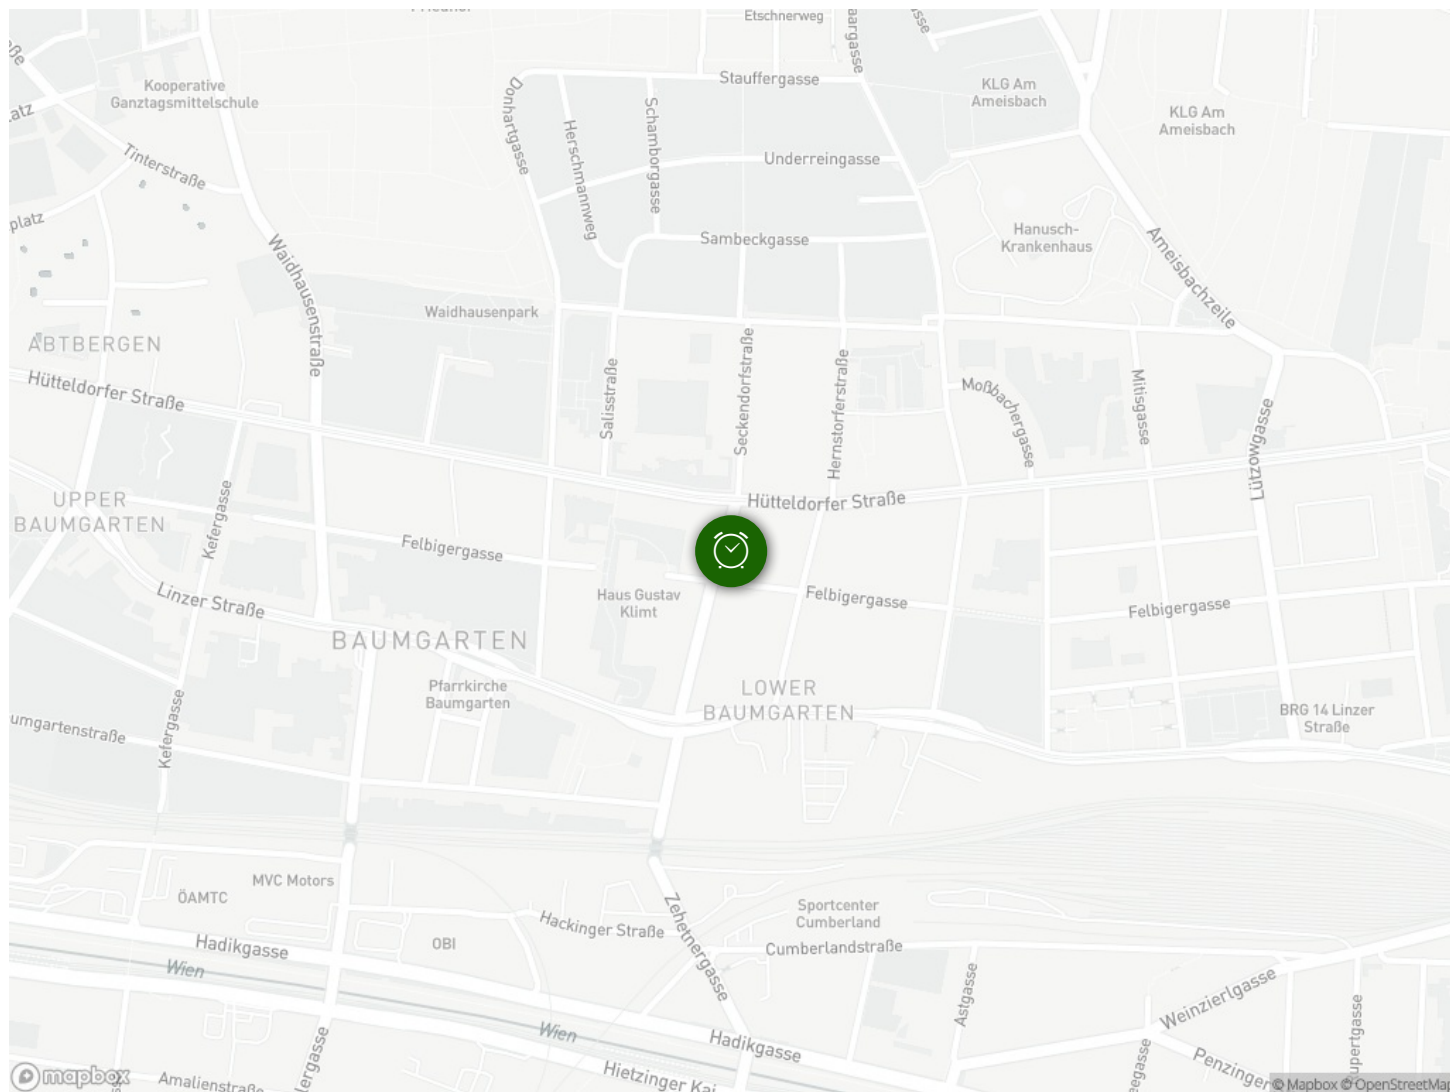 Etschnerweg
Stauffergasse
Kooperative
Ganztagsmittelschule
Donhartgasse
Schamborgasse
Herschmannweg
KLG Am
Ameisbach
KLG Am
Ameisbach
Tinterstraße
Underreingasse
platz
Waidhausenstraße
Sambeckgasse
Hanusch-
Krankenhaus
Ameisbachzeile
Waidhausenpark
ABTBERGEN
Hütteldorfer Straße
Salisstraße
Seckendorfstraße
Hernstorferstraße
Moßbachergasse
Mitisgasse
Lützowgasse
UPPER
BAUMGARTEN
Kefergasse
Hütteldorfer Straße
Felbigergasse
Linzer Straße
Haus Gustav
Klimt
Felbigergasse
Felbigergasse
BAUMGARTEN
Pfarrkirche
Baumgarten
LOWER
BAUMGARTEN
BRG 14 Linzer
Straße
Kefergasse
umgartenstraße
MVC Motors
ÖAMTC
Zehetnergasse
Sportcenter
Cumberland
Hackinger Straße
OBI
Hadikgasse
Cumberlandstraße
Wien
Astgasse
Weinzierlgasse
Wien
Hadikgasse
Hietzinger Kai
Penzinger
mapbox
Amalienstraße
© Mapbox © OpenStreetMap